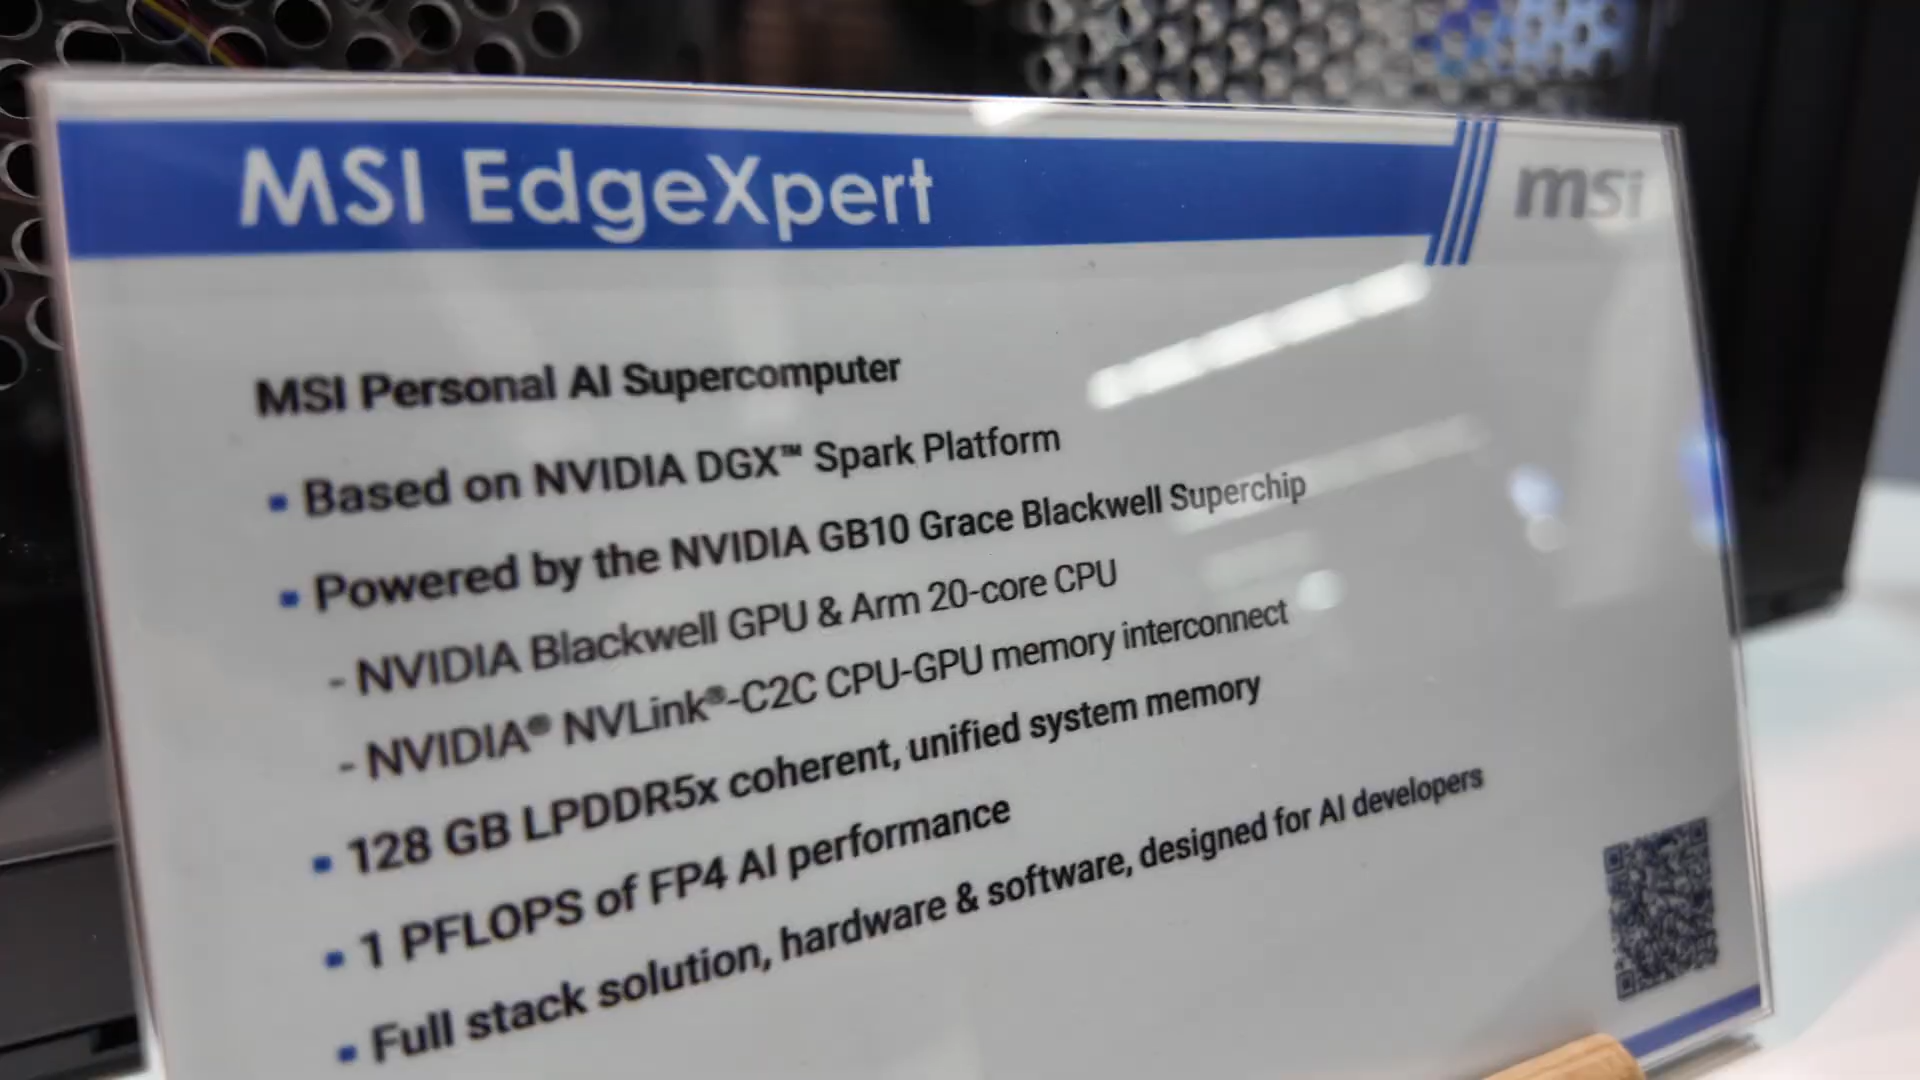 MSI EdgeXpert
msi
MSI Personal AI Supercomputer
▪ Based on NVIDIA DGX™ Spark Platform
▪ Powered by the NVIDIA GB10 Grace Blackwell Superchip
- NVIDIA Blackwell GPU & Arm 20-core CPU
- NVIDIA® NVLink®-C2C CPU-GPU memory interconnect
▪ 128 GB LPDDR5x coherent, unified system memory
▪ 1 PFLOPS of FP4 AI performance
▪ Full stack solution, hardware & software, designed for AI developers